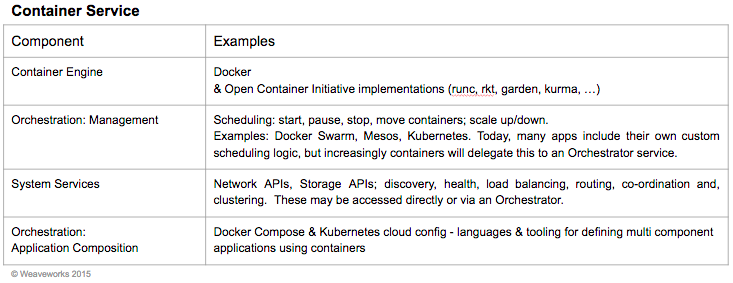 Container Service
Component
Examples
Container Engine
Docker
& Open Container Initiative implementations (runc, rkt, garden, kurma, …)
Orchestration: Management
Scheduling: start, pause, stop, move containers; scale up/down.
Examples: Docker Swarm, Mesos, Kubernetes. Today, many apps include their own custom
scheduling logic, but increasingly containers will delegate this to an Orchestrator service.
System Services
Network APIs, Storage APIs; discovery, health, load balancing, routing, co-ordination and,
clustering. These may be accessed directly or via an Orchestrator.
Orchestration:
Application Composition
Docker Compose & Kubernetes cloud config - languages & tooling for defining multi component
applications using containers
© Weaveworks 2015